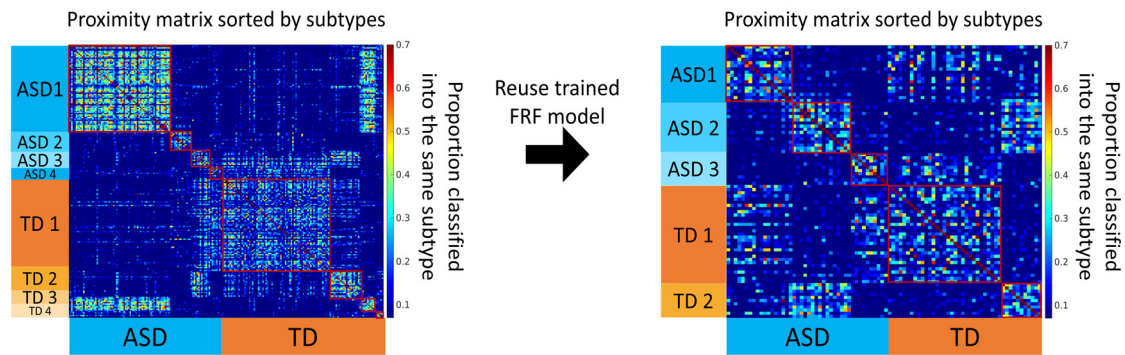 Proximity matrix sorted by subtypes
ASD1
ASD 2
ASD 3
ASD 4
TD 1
TD 2
TD 3
TD 4
ASD
TD
0.7
0.6
0.5
0.4
0.3
0.2
0.1
Proportion classified
into the same subtype
Reuse trained
FRF model
Proximity matrix sorted by subtypes
ASD1
ASD 2
ASD 3
TD 1
TD 2
ASD
TD
0.7
0.6
0.5
0.4
0.3
0.2
0.1
Proportion classified
into the same subtype